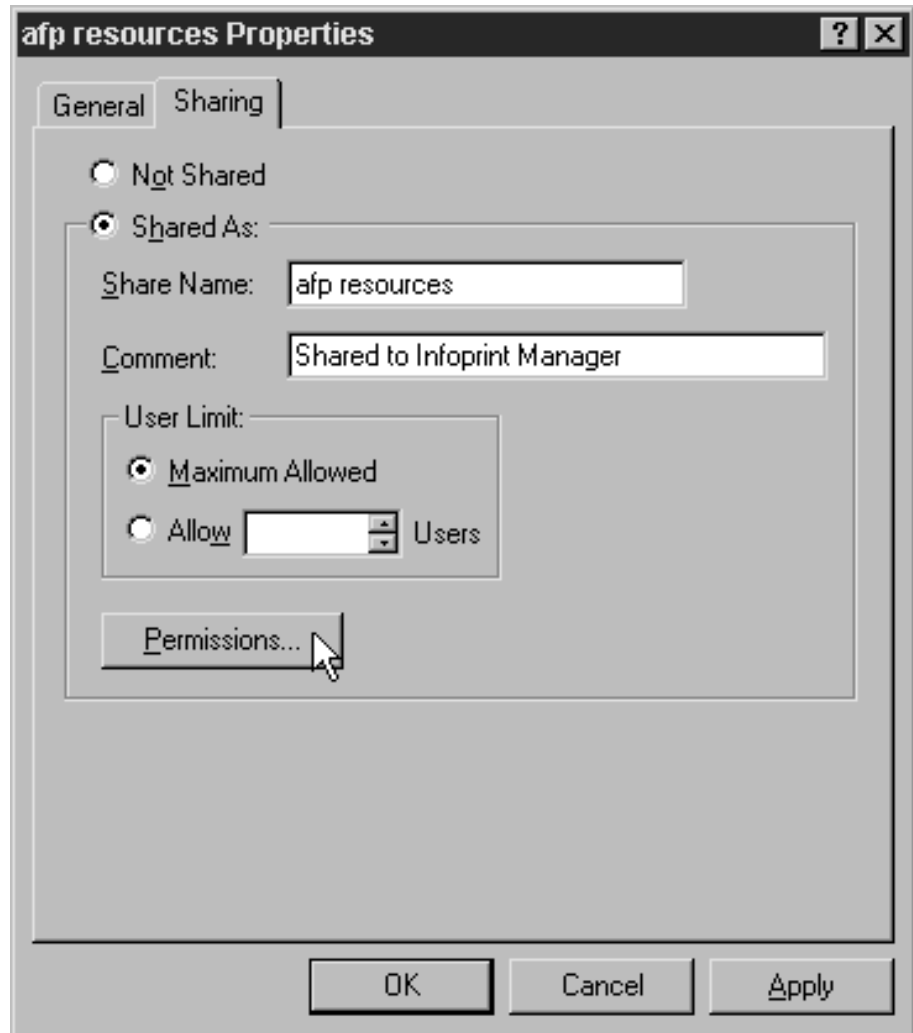 afp resources Properties
General Sharing
Not Shared
Shared As:
Share Name: afp resources
Comment: Shared to Infoprint Manager
User Limit:
Maximum Allowed
Allow Users
Permissions...
OK Cancel Apply